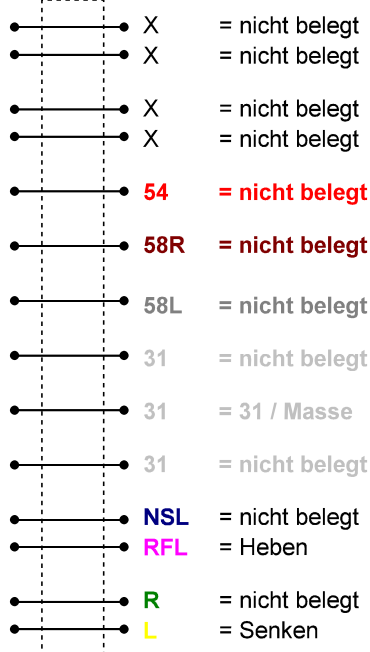 X = nicht belegt
X = nicht belegt
X = nicht belegt
X = nicht belegt
54 = nicht belegt
58R = nicht belegt
58L = nicht belegt
31 = nicht belegt
31 = 31 / Masse
31 = nicht belegt
NSL = nicht belegt
RFL = Heben
R = nicht belegt
L = Senken